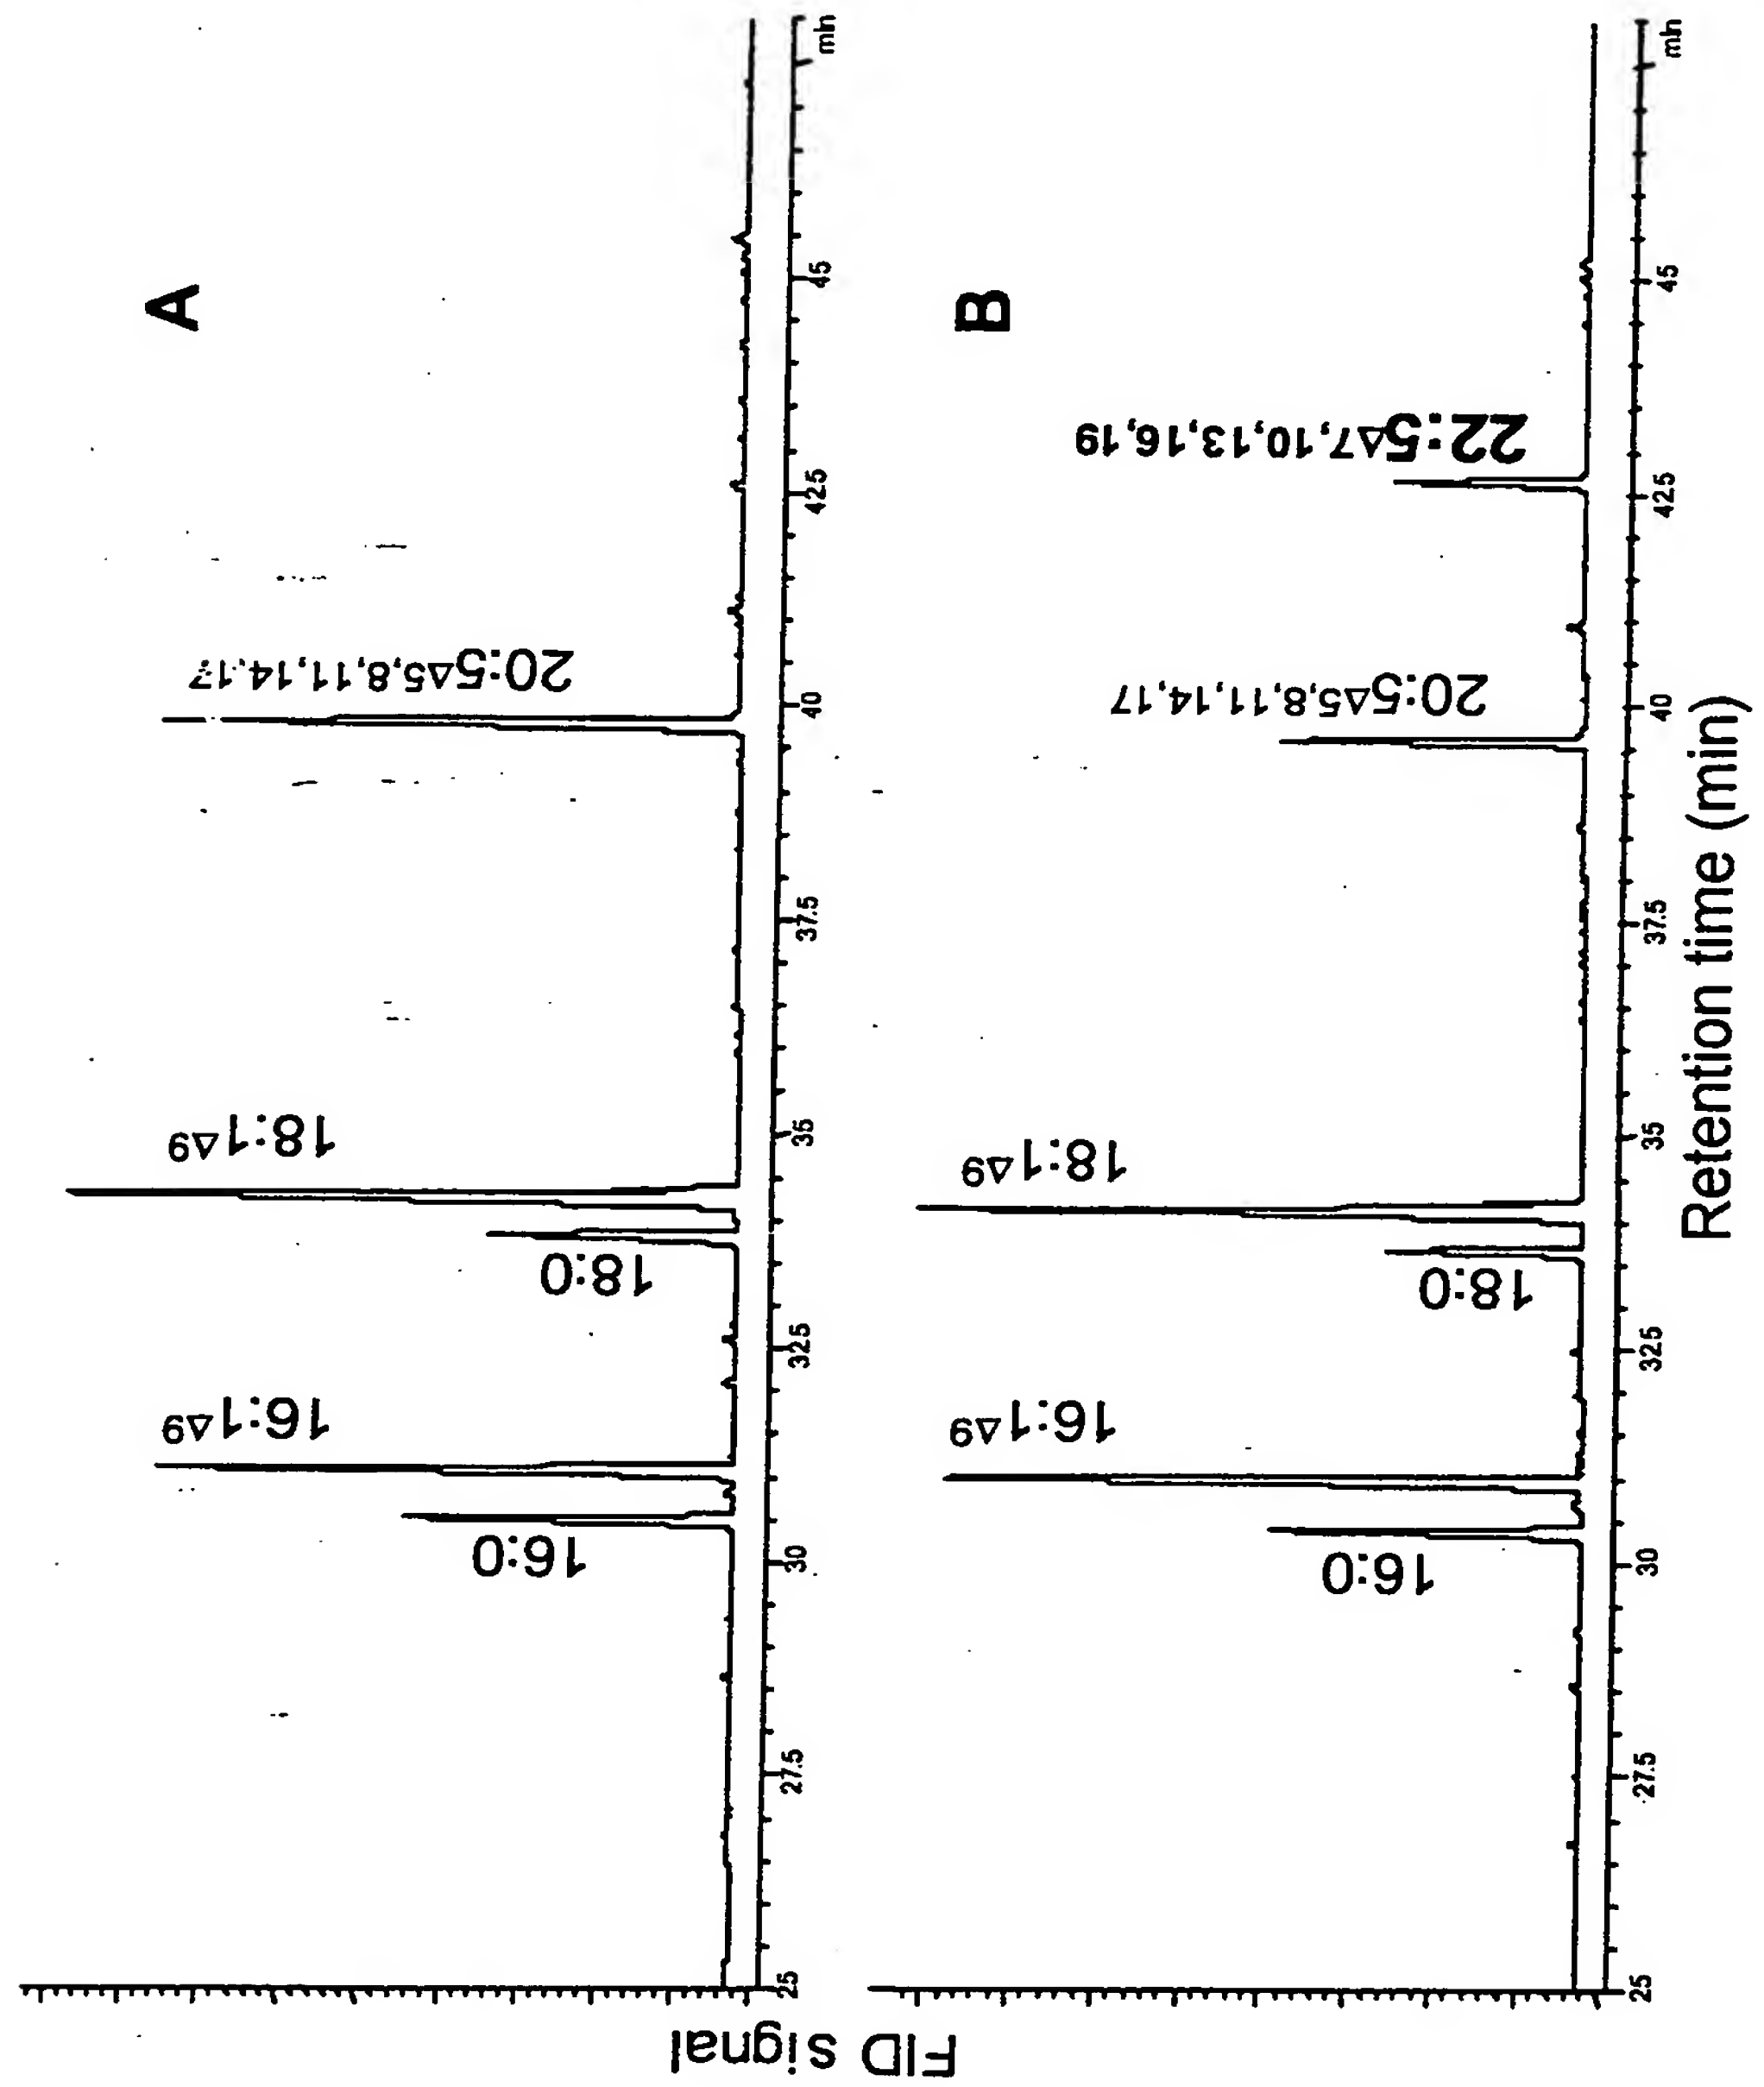 A
16:0
16:1Δ9
18:0
18:1Δ9
20:5Δ5,8,11,14,17
25
27.5
30
32.5
35
37.5
40
42.5
45
min
FID signal
B
16:0
16:1Δ9
18:0
18:1Δ9
20:5Δ5,8,11,14,17
22:5Δ7,10,13,16,19
25
27.5
30
32.5
35
37.5
40
42.5
45
min
Retention time (min)